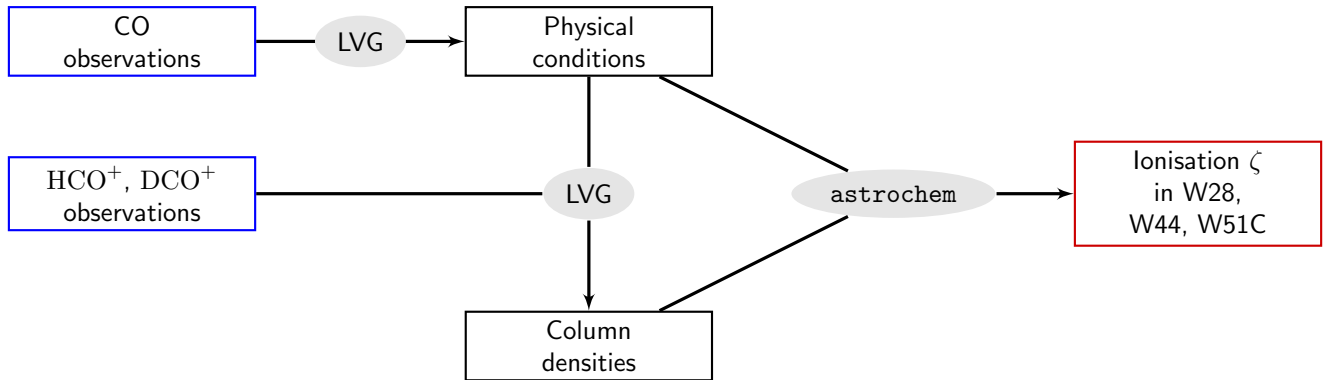 CO
observations
LVG
Physical
conditions
HCO⁺, DCO⁺
observations
LVG
astrochem
Ionisation ζ
in W28,
W44, W51C
Column
densities